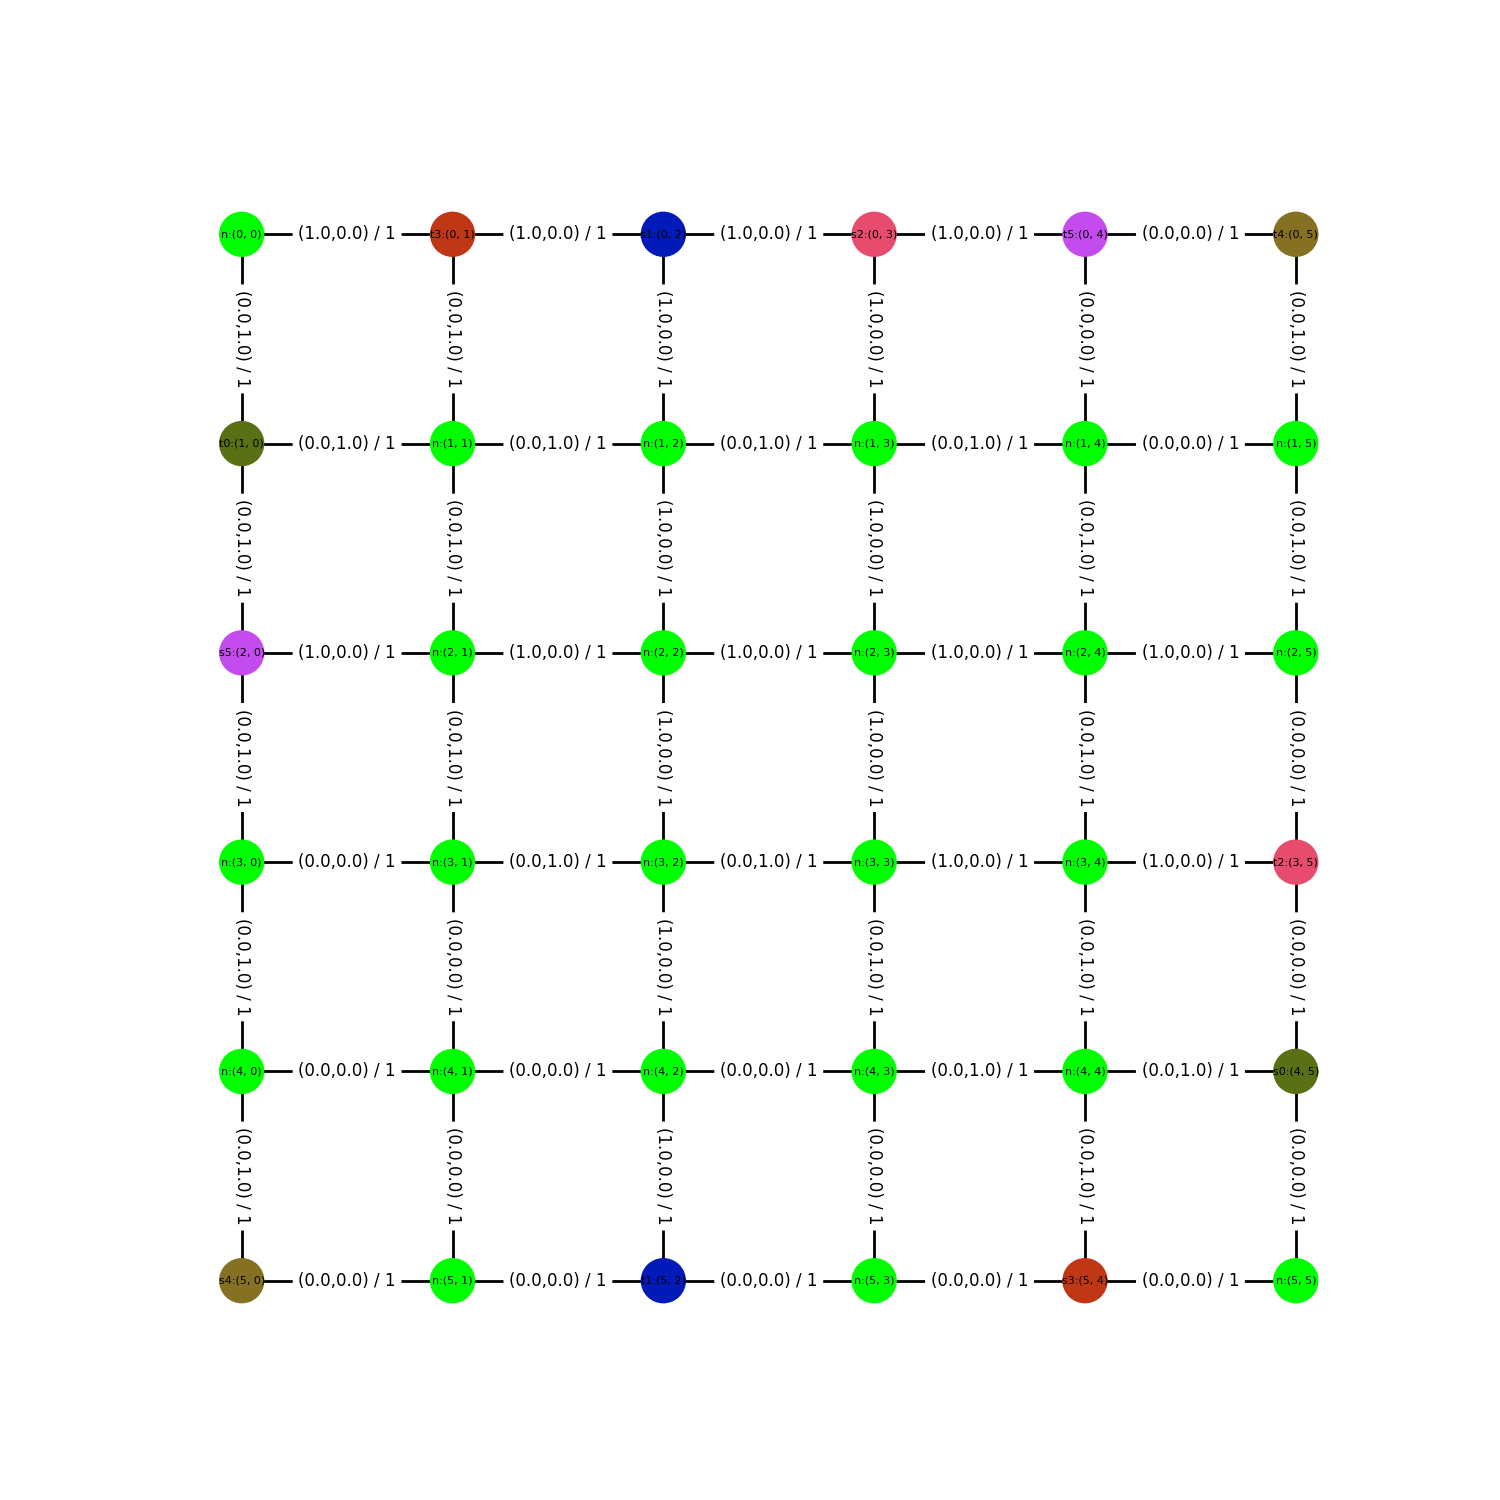 n:(0, 0) (1.0,0.0) / 1 t3:(0, 1) (1.0,0.0) / 1 s1:(0, 2) (1.0,0.0) / 1 s2:(0, 3) (1.0,0.0) / 1 t5:(0, 4) (0.0,0.0) / 1 t4:(0, 5)
(0.0,1.0) / 1 (0.0,1.0) / 1 (1.0,0.0) / 1 (1.0,0.0) / 1 (0.0,0.0) / 1 (0.0,1.0) / 1
t0:(1, 0) (0.0,1.0) / 1 n:(1, 1) (0.0,1.0) / 1 n:(1, 2) (0.0,1.0) / 1 n:(1, 3) (0.0,1.0) / 1 n:(1, 4) (0.0,0.0) / 1 n:(1, 5)
(0.0,1.0) / 1 (0.0,1.0) / 1 (1.0,0.0) / 1 (1.0,0.0) / 1 (0.0,1.0) / 1 (0.0,1.0) / 1
s5:(2, 0) (1.0,0.0) / 1 n:(2, 1) (1.0,0.0) / 1 n:(2, 2) (1.0,0.0) / 1 n:(2, 3) (1.0,0.0) / 1 n:(2, 4) (1.0,0.0) / 1 n:(2, 5)
(0.0,1.0) / 1 (0.0,1.0) / 1 (1.0,0.0) / 1 (1.0,0.0) / 1 (0.0,1.0) / 1 (0.0,0.0) / 1
n:(3, 0) (0.0,0.0) / 1 n:(3, 1) (0.0,1.0) / 1 n:(3, 2) (0.0,1.0) / 1 n:(3, 3) (1.0,0.0) / 1 n:(3, 4) (1.0,0.0) / 1 t2:(3, 5)
(0.0,1.0) / 1 (0.0,0.0) / 1 (1.0,0.0) / 1 (0.0,1.0) / 1 (0.0,1.0) / 1 (0.0,0.0) / 1
n:(4, 0) (0.0,0.0) / 1 n:(4, 1) (0.0,0.0) / 1 n:(4, 2) (0.0,0.0) / 1 n:(4, 3) (0.0,1.0) / 1 n:(4, 4) (0.0,1.0) / 1 s0:(4, 5)
(0.0,1.0) / 1 (0.0,0.0) / 1 (1.0,0.0) / 1 (0.0,0.0) / 1 (0.0,1.0) / 1 (0.0,0.0) / 1
s4:(5, 0) (0.0,0.0) / 1 n:(5, 1) (0.0,0.0) / 1 t1:(5, 2) (0.0,0.0) / 1 n:(5, 3) (0.0,0.0) / 1 s3:(5, 4) (0.0,0.0) / 1 n:(5, 5)